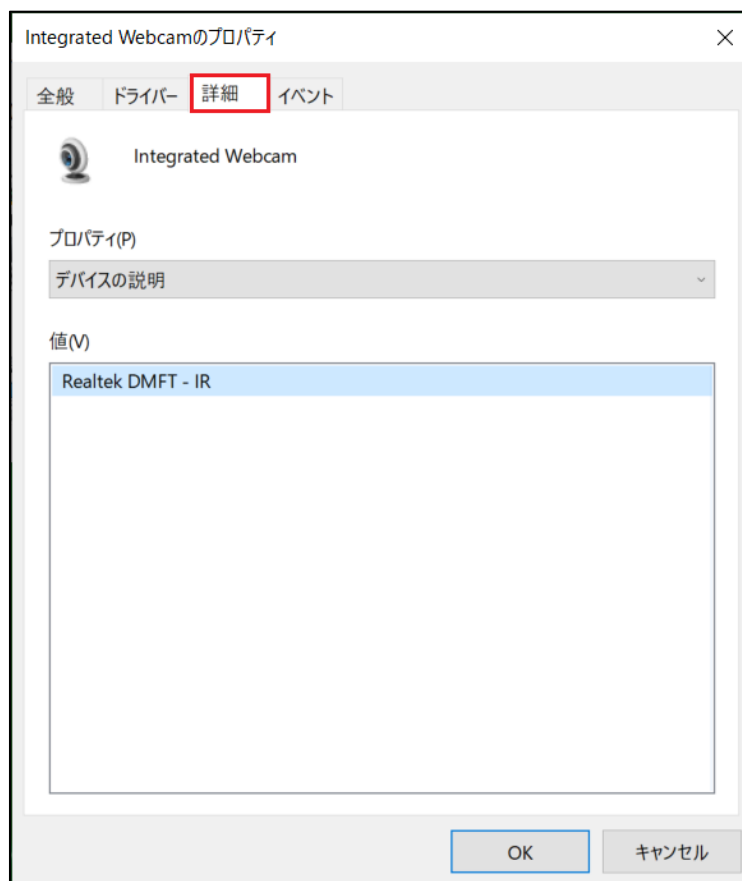 Integrated Webcamのプロパティ
全般 ドライバー 詳細 イベント
Integrated Webcam
プロパティ(P)
デバイスの説明
値(V)
Realtek DMFT - IR
OK キャンセル